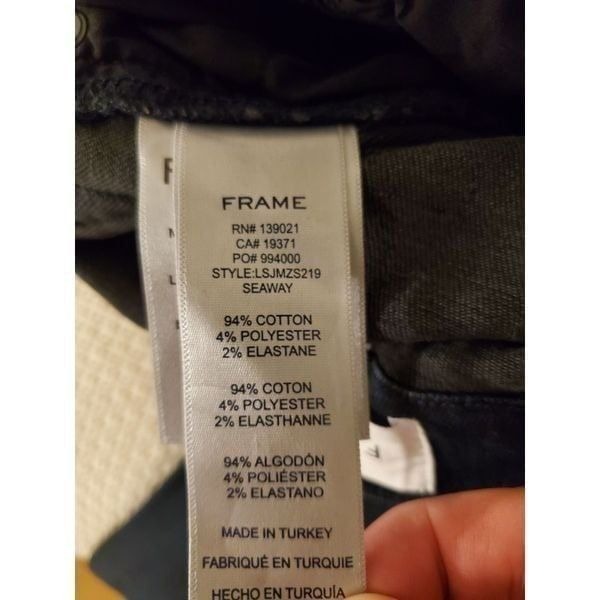 FRAME
RN# 139021
CA# 19371
PO# 994000
STYLE:LSJMZS219
SEAWAY
94% COTTON
4% POLYESTER
2% ELASTANE
94% COTON
4% POLYESTER
2% ELASTHANNE
94% ALGODÓN
4% POLIÉSTER
2% ELASTANO
MADE IN TURKEY
FABRIQUÉ EN TURQUIE
HECHO EN TURQUÍA